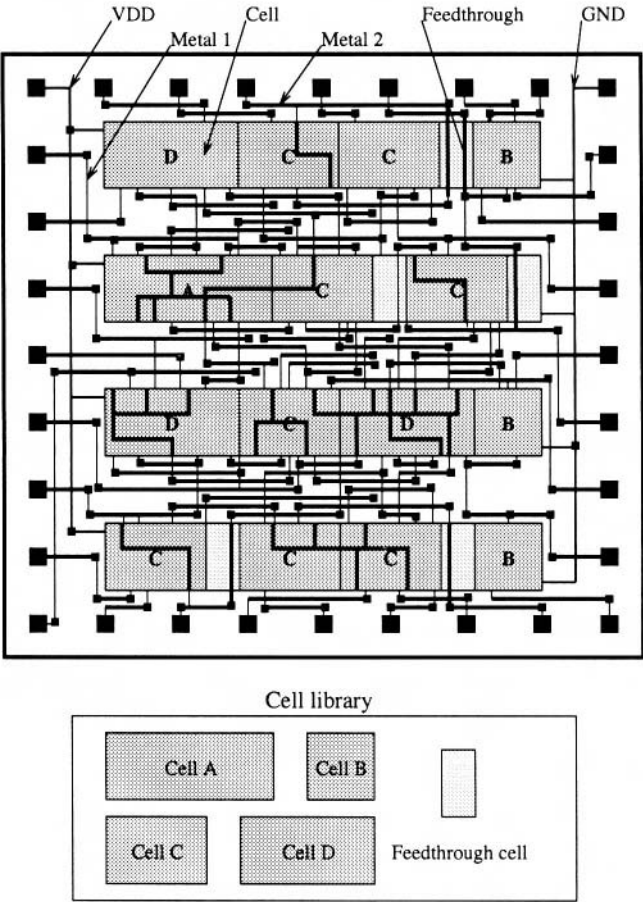 VDD Cell Feedthrough GND
Metal 1 Metal 2
D C C B
A C C
D C D B
C C C B
Cell library
Cell A Cell B
Cell C Cell D Feedthrough cell